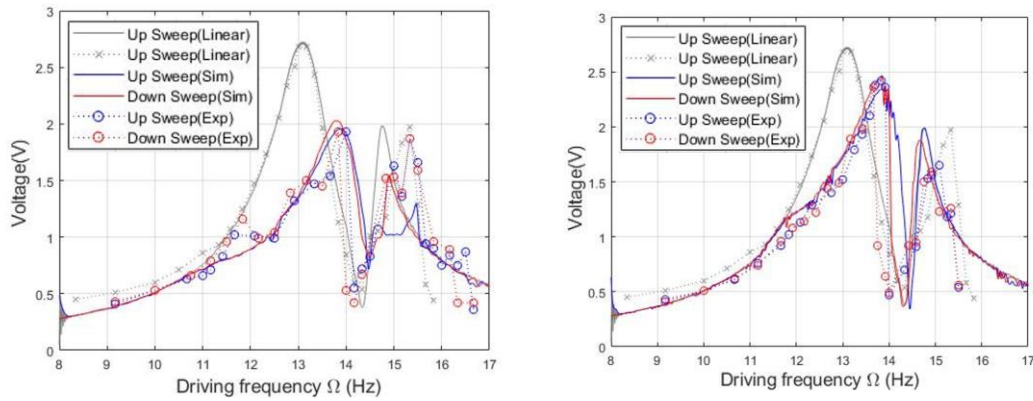 3
2.5
2
1.5
1
0.5
0
Voltage(V)
Up Sweep(Linear)
Up Sweep(Linear)
Up Sweep(Sim)
Down Sweep(Sim)
Up Sweep(Exp)
Down Sweep(Exp)
8 9 10 11 12 13 14 15 16 17
Driving frequency Ω (Hz)
3
2.5
2
1.5
1
0.5
0
Voltage(V)
Up Sweep(Linear)
Up Sweep(Linear)
Up Sweep(Sim)
Down Sweep(Sim)
Up Sweep(Exp)
Down Sweep(Exp)
8 9 10 11 12 13 14 15 16 17
Driving frequency Ω (Hz)